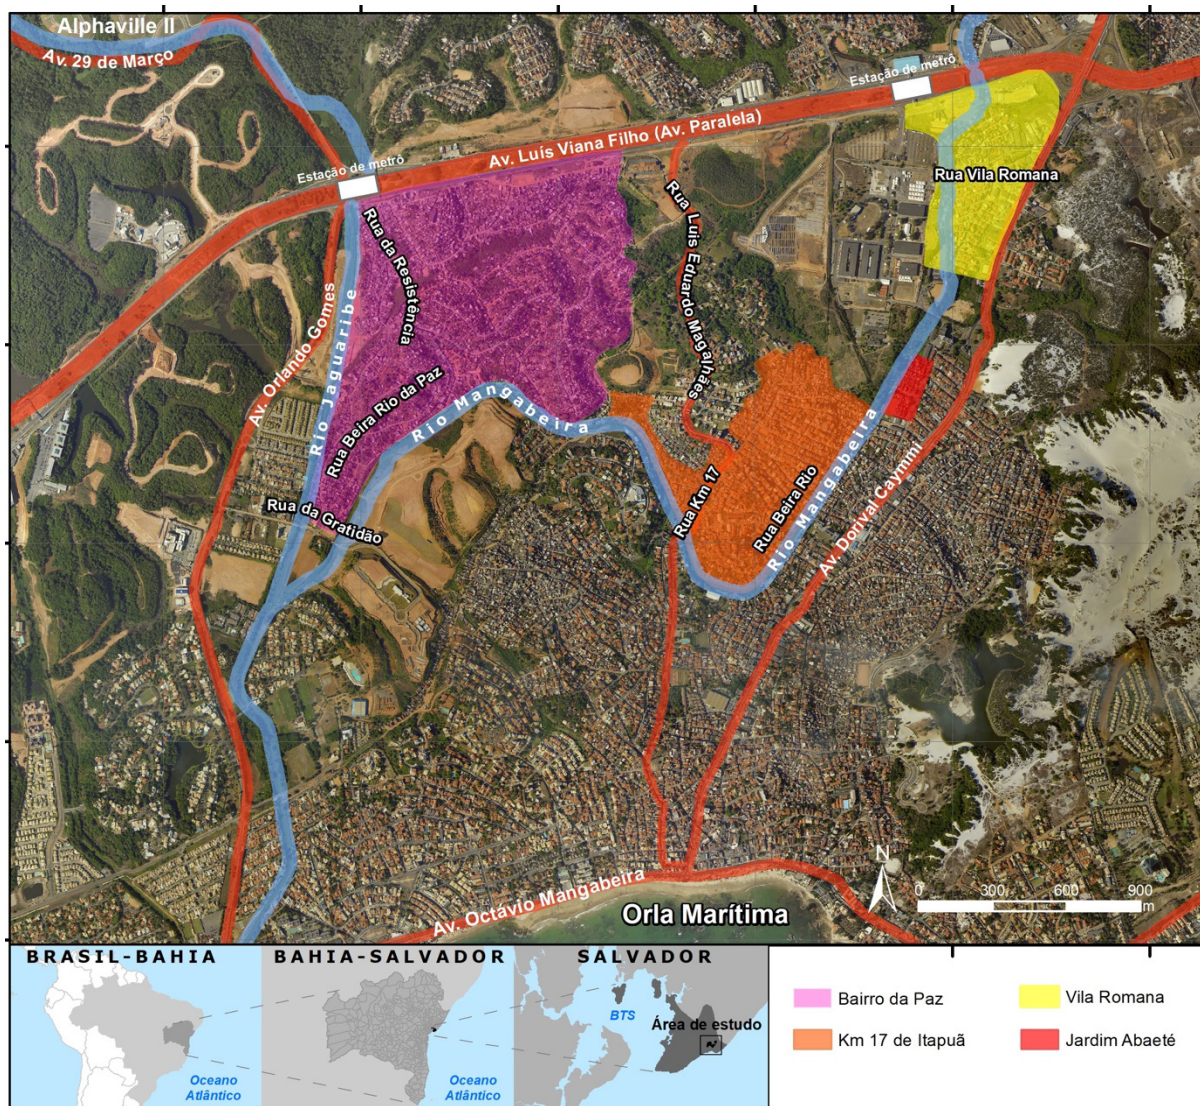 Alphaville II
Av. 29 de Março
Estação de metrô
Av. Luís Viana Filho (Av. Paralela)
Estação de metrô
Rua Vila Romana
Rua da Resistência
Rua Luís Eduardo Magalhães
Av. Orlando Gomes
Rio Jaguaribe
Rua Beira Rio da Paz
Rio Mangabeira
Rua da Gratidão
Rua Km 17
Rua Beira Rio
Rio Mangabeira
Av. Dorival Caymmi
Av. Octávio Mangabeira
Orla Marítima
N
0 300 600 900
m
BRASIL-BAHIA
Oceano
Atlântico
BAHIA-SALVADOR
Oceano
Atlântico
SALVADOR
BTS
Área de estudo
Bairro da Paz
Vila Romana
Km 17 de Itapuã
Jardim Abaeté